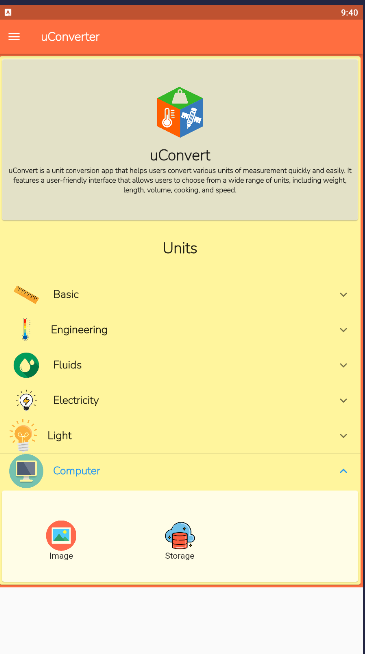 9:40
uConverter
uConvert
uConvert is a unit conversion app that helps users convert various units of measurement quickly and easily. It
features a user-friendly interface that allows users to choose from a wide range of units, including weight,
length, volume, cooking, and speed.
Units
Basic
Engineering
Fluids
Electricity
Light
Computer
Image
Storage